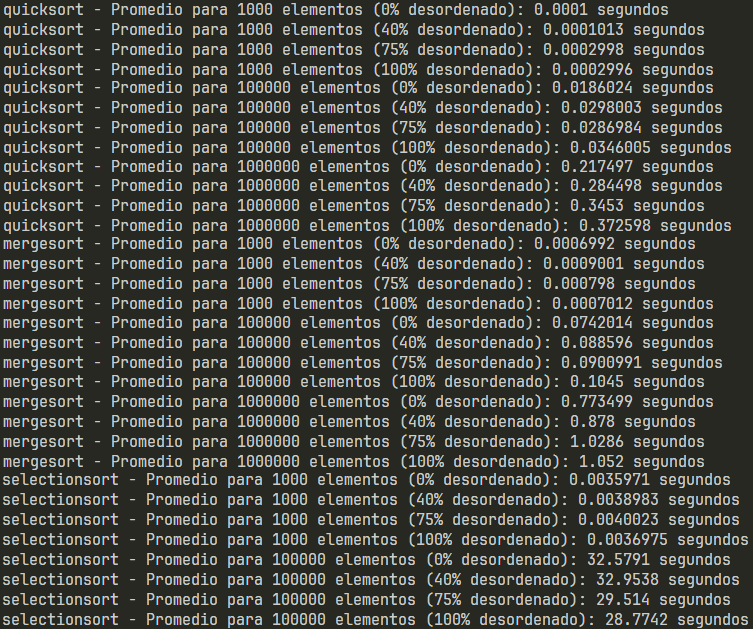 quicksort - Promedio para 1000 elementos (0% desordenado): 0.0001 segundos
quicksort - Promedio para 1000 elementos (40% desordenado): 0.0001013 segundos
quicksort - Promedio para 1000 elementos (75% desordenado): 0.0002998 segundos
quicksort - Promedio para 1000 elementos (100% desordenado): 0.0002996 segundos
quicksort - Promedio para 100000 elementos (0% desordenado): 0.0186024 segundos
quicksort - Promedio para 100000 elementos (40% desordenado): 0.0298003 segundos
quicksort - Promedio para 100000 elementos (75% desordenado): 0.0286984 segundos
quicksort - Promedio para 100000 elementos (100% desordenado): 0.0346005 segundos
quicksort - Promedio para 1000000 elementos (0% desordenado): 0.217497 segundos
quicksort - Promedio para 1000000 elementos (40% desordenado): 0.284498 segundos
quicksort - Promedio para 1000000 elementos (75% desordenado): 0.3453 segundos
quicksort - Promedio para 1000000 elementos (100% desordenado): 0.372598 segundos
mergesort - Promedio para 1000 elementos (0% desordenado): 0.0006992 segundos
mergesort - Promedio para 1000 elementos (40% desordenado): 0.0009001 segundos
mergesort - Promedio para 1000 elementos (75% desordenado): 0.000798 segundos
mergesort - Promedio para 1000 elementos (100% desordenado): 0.0007012 segundos
mergesort - Promedio para 100000 elementos (0% desordenado): 0.0742014 segundos
mergesort - Promedio para 100000 elementos (40% desordenado): 0.088596 segundos
mergesort - Promedio para 100000 elementos (75% desordenado): 0.0900991 segundos
mergesort - Promedio para 100000 elementos (100% desordenado): 0.1045 segundos
mergesort - Promedio para 1000000 elementos (0% desordenado): 0.773499 segundos
mergesort - Promedio para 1000000 elementos (40% desordenado): 0.878 segundos
mergesort - Promedio para 1000000 elementos (75% desordenado): 1.0286 segundos
mergesort - Promedio para 1000000 elementos (100% desordenado): 1.052 segundos
selectionsort - Promedio para 1000 elementos (0% desordenado): 0.0035971 segundos
selectionsort - Promedio para 1000 elementos (40% desordenado): 0.0038983 segundos
selectionsort - Promedio para 1000 elementos (75% desordenado): 0.0040023 segundos
selectionsort - Promedio para 1000 elementos (100% desordenado): 0.0036975 segundos
selectionsort - Promedio para 100000 elementos (0% desordenado): 32.5791 segundos
selectionsort - Promedio para 100000 elementos (40% desordenado): 32.9538 segundos
selectionsort - Promedio para 100000 elementos (75% desordenado): 29.514 segundos
selectionsort - Promedio para 100000 elementos (100% desordenado): 28.7742 segundos